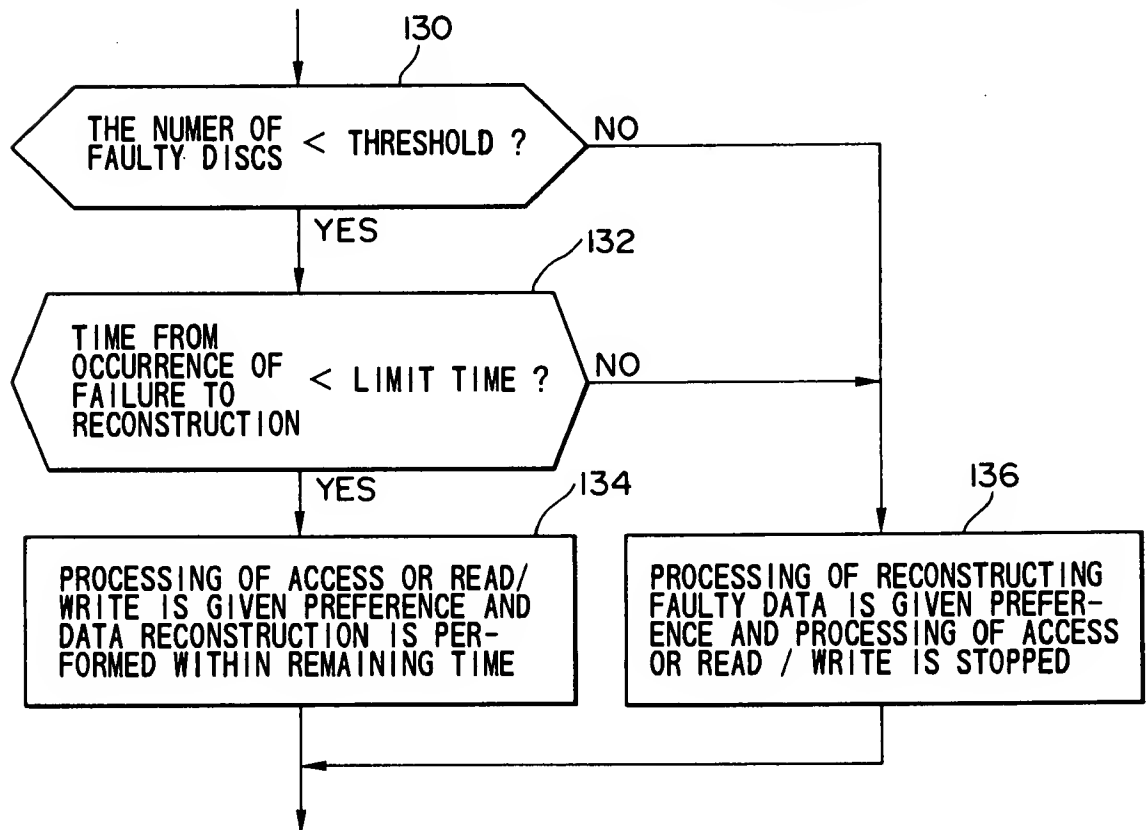 130
THE NUMER OF
FAULTY DISCS < THRESHOLD ?
NO
YES
132
TIME FROM
OCCURRENCE OF
FAILURE TO
RECONSTRUCTION
< LIMIT TIME ?
NO
YES
134
PROCESSING OF ACCESS OR READ/
WRITE IS GIVEN PREFERENCE AND
DATA RECONSTRUCTION IS PER-
FORMED WITHIN REMAINING TIME
136
PROCESSING OF RECONSTRUCTING
FAULTY DATA IS GIVEN PREFER-
ENCE AND PROCESSING OF ACCESS
OR READ / WRITE IS STOPPED